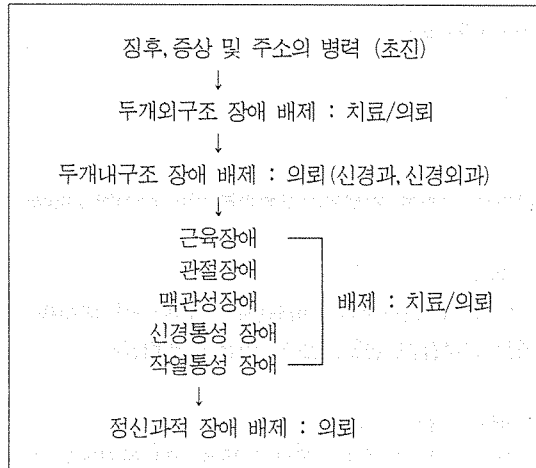 징후, 증상 및 주소의 병력 (초진)
↓
두개외구조 장애 배제 : 치료/의뢰
↓
두개내구조 장애 배제 : 의뢰(신경과, 신경외과)
↓
근육장애
관절장애
맥관성장애
배제 : 치료/의뢰
신경통성 장애
작열통성 장애
↓
정신과적 장애 배제 : 의뢰